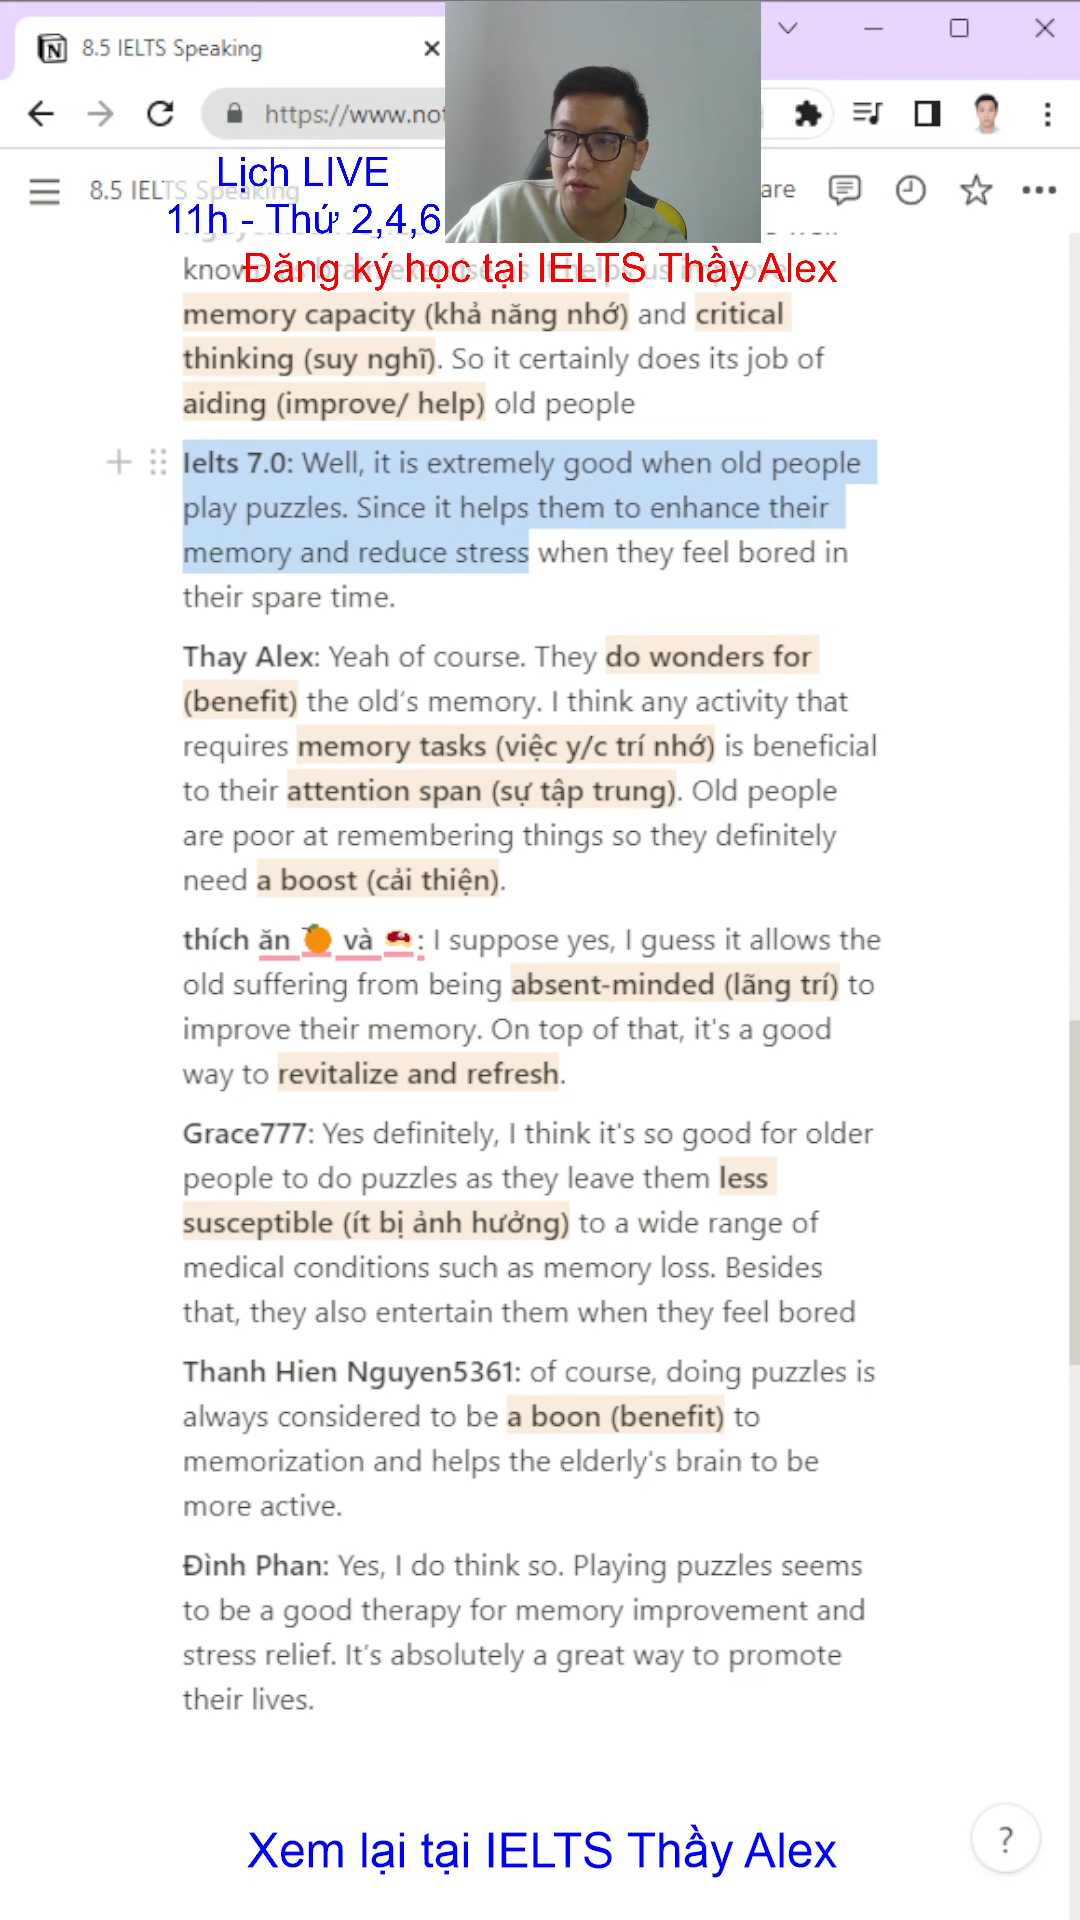 8.5 IELTS Speaking
https://www.not
Lịch LIVE
8.5 IELTS Speaking
are
11h - Thứ 2,4,6
Đăng ký học tại IELTS Thầy Alex
memory capacity (khả năng nhớ) and critical
thinking (suy nghĩ). So it certainly does its job of
aiding (improve/ help) old people
Ielts 7.0: Well, it is extremely good when old people
play puzzles. Since it helps them to enhance their
memory and reduce stress when they feel bored in
their spare time.
Thay Alex: Yeah of course. They do wonders for
(benefit) the old's memory. I think any activity that
requires memory tasks (việc y/c trí nhớ) is beneficial
to their attention span (sự tập trung). Old people
are poor at remembering things so they definitely
need a boost (cải thiện).
thích ăn 🍊 và 🍛: I suppose yes, I guess it allows the
old suffering from being absent-minded (lãng trí) to
improve their memory. On top of that, it's a good
way to revitalize and refresh.
Grace777: Yes definitely, I think it's so good for older
people to do puzzles as they leave them less
susceptible (ít bị ảnh hưởng) to a wide range of
medical conditions such as memory loss. Besides
that, they also entertain them when they feel bored
Thanh Hien Nguyen5361: of course, doing puzzles is
always considered to be a boon (benefit) to
memorization and helps the elderly's brain to be
more active.
Đình Phan: Yes, I do think so. Playing puzzles seems
to be a good therapy for memory improvement and
stress relief. It's absolutely a great way to promote
their lives.
Xem lại tại IELTS Thầy Alex
?